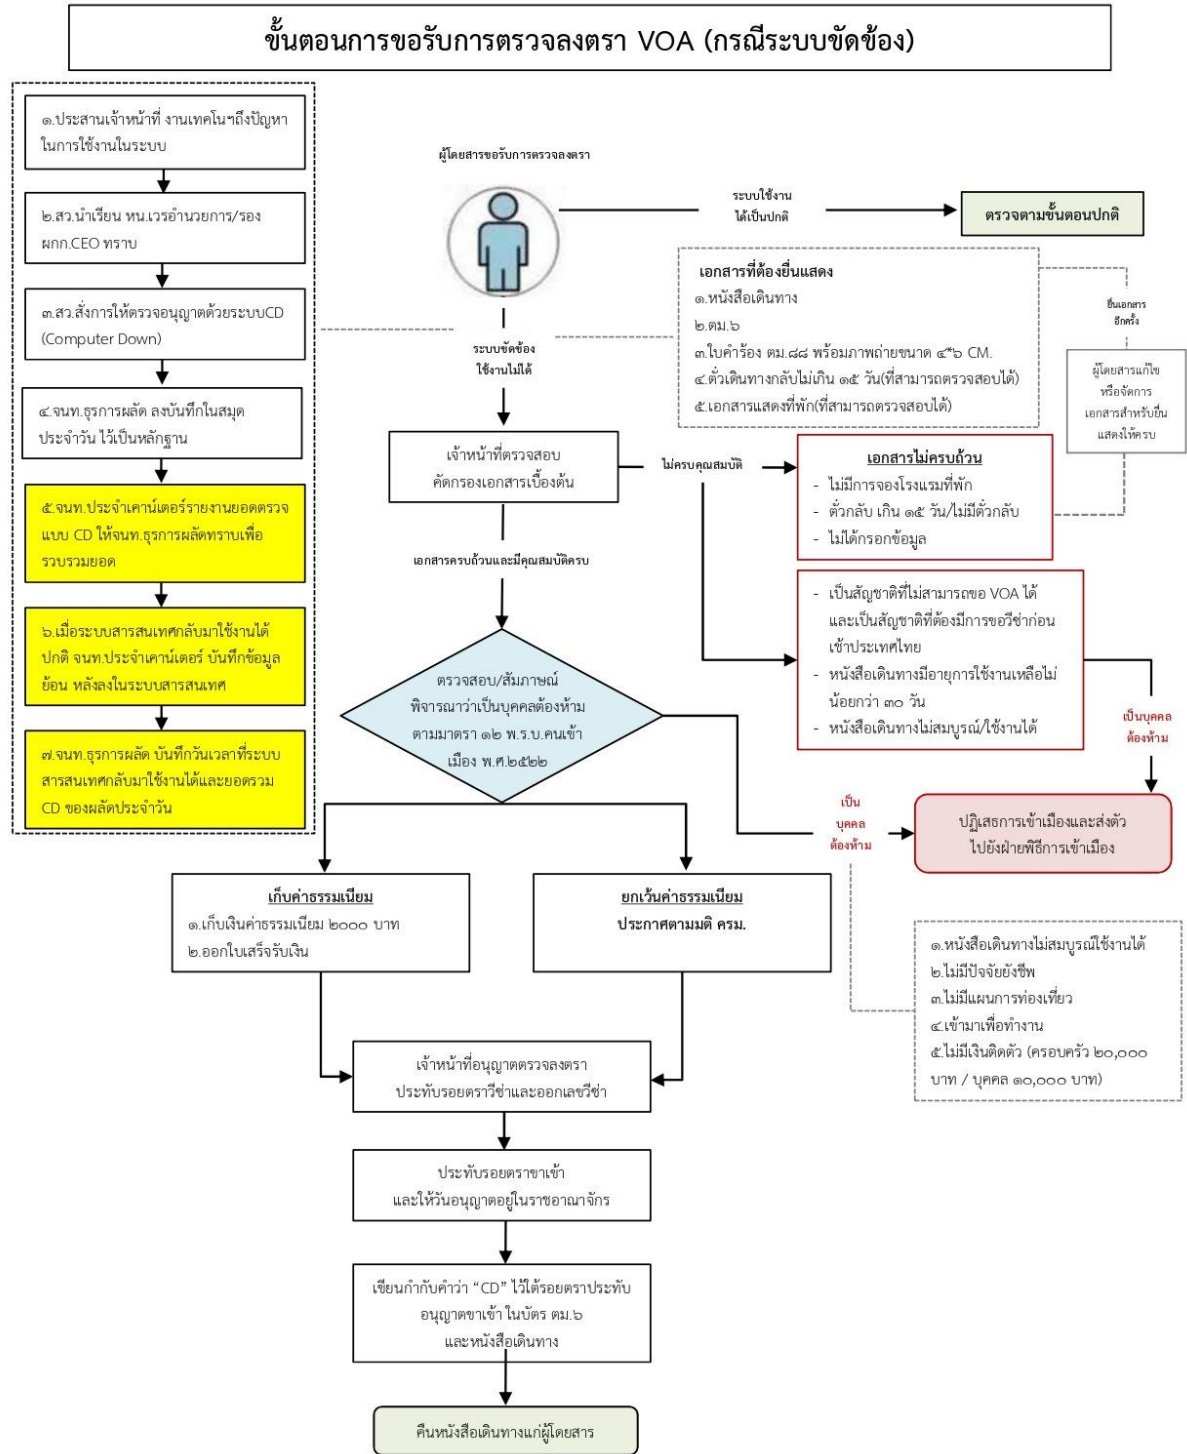 ขั้นตอนการขอรับการตรวจลงตรา VOA (กรณีระบบขัดข้อง)
๑.ประสานเจ้าหน้าที่ งานเทคโนฯถึงปัญหา
ในการใช้งานในระบบ
๒.สว.นำเรียน หน.เวรอำนวยการ/รอง
ผกก.CEO ทราบ
๓.สว.สั่งการให้ตรวจอนุญาตด้วยระบบCD
(Computer Down)
๔.จนท.ธุรการผลัด ลงบันทึกในสมุด
ประจำวัน ไว้เป็นหลักฐาน
๕.จนท.ประจำเคาน์เตอร์รายงานยอดตรวจ
แบบ CD ให้จนท.ธุรการผลัดทราบเพื่อ
รวบรวมยอด
๖.เมื่อระบบสารสนเทศกลับมาใช้งานได้
ปกติ จนท.ประจำเคาน์เตอร์ บันทึกข้อมูล
ย้อน หลังลงในระบบสารสนเทศ
๗.จนท.ธุรการผลัด บันทึกวันเวลาที่ระบบ
สารสนเทศกลับมาใช้งานได้และยอดรวม
CD ของผลัดประจำวัน
ผู้โดยสารขอรับการตรวจลงตรา
ระบบใช้งาน
ได้เป็นปกติ
ตรวจตามขั้นตอนปกติ
ระบบขัดข้อง
ใช้งานไม่ได้
เอกสารที่ต้องยื่นแสดง
๑.หนังสือเดินทาง
๒.ตม.๖
๓.ใบคำร้อง ตม.๘๘ พร้อมภาพถ่ายขนาด ๔*๖ CM.
๔.ตั๋วเดินทางกลับไม่เกิน ๑๕ วัน(ที่สามารถตรวจสอบได้)
๕.เอกสารแสดงที่พัก(ที่สามารถตรวจสอบได้)
ยื่นเอกสาร
อีกครั้ง
ผู้โดยสารแก้ไข
หรือจัดการ
เอกสารสำหรับยื่น
แสดงให้ครบ
เจ้าหน้าที่ตรวจสอบ
คัดกรองเอกสารเบื้องต้น
ไม่ครบคุณสมบัติ
เอกสารไม่ครบถ้วน
- ไม่มีการจองโรงแรมที่พัก
- ตั๋วกลับ เกิน ๑๕ วัน/ไม่มีตั๋วกลับ
- ไม่ได้กรอกข้อมูล
เอกสารครบถ้วนและมีคุณสมบัติครบ
- เป็นสัญชาติที่ไม่สามารถขอ VOA ได้
และเป็นสัญชาติที่ต้องมีการขอวีซ่าก่อน
เข้าประเทศไทย
- หนังสือเดินทางมีอายุการใช้งานเหลือไม่
น้อยกว่า ๓๐ วัน
- หนังสือเดินทางไม่สมบูรณ์/ใช้งานได้
ตรวจสอบ/สัมภาษณ์
พิจารณาว่าเป็นบุคคลต้องห้าม
ตามมาตรา ๑๒ พ.ร.บ.คนเข้า
เมือง พ.ศ.๒๕๒๒
เป็นบุคคล
ต้องห้าม
เป็น
บุคคล
ต้องห้าม
ปฏิเสธการเข้าเมืองและส่งตัว
ไปยังฝ่ายพิธีการเข้าเมือง
เก็บค่าธรรมเนียม
๑.เก็บเงินค่าธรรมเนียม ๒๐๐๐ บาท
๒.ออกใบเสร็จรับเงิน
ยกเว้นค่าธรรมเนียม
ประกาศตามมติ ครม.
๑.หนังสือเดินทางไม่สมบูรณ์ใช้งานได้
๒.ไม่มีปัจจัยยังชีพ
๓.ไม่มีแผนการท่องเที่ยว
๔.เข้ามาเพื่อทำงาน
๕.ไม่มีเงินติดตัว (ครอบครัว ๒๐,๐๐๐
บาท / บุคคล ๑๐,๐๐๐ บาท)
เจ้าหน้าที่อนุญาตตรวจลงตรา
ประทับรอยตราวีซ่าและออกเลขวีซ่า
ประทับรอยตราขาเข้า
และให้วันอนุญาตอยู่ในราชอาณาจักร
เขียนกำกับคำว่า “CD” ไว้ใต้รอยตราประทับ
อนุญาตขาเข้า ในบัตร ตม.๖
และหนังสือเดินทาง
คืนหนังสือเดินทางแก่ผู้โดยสาร